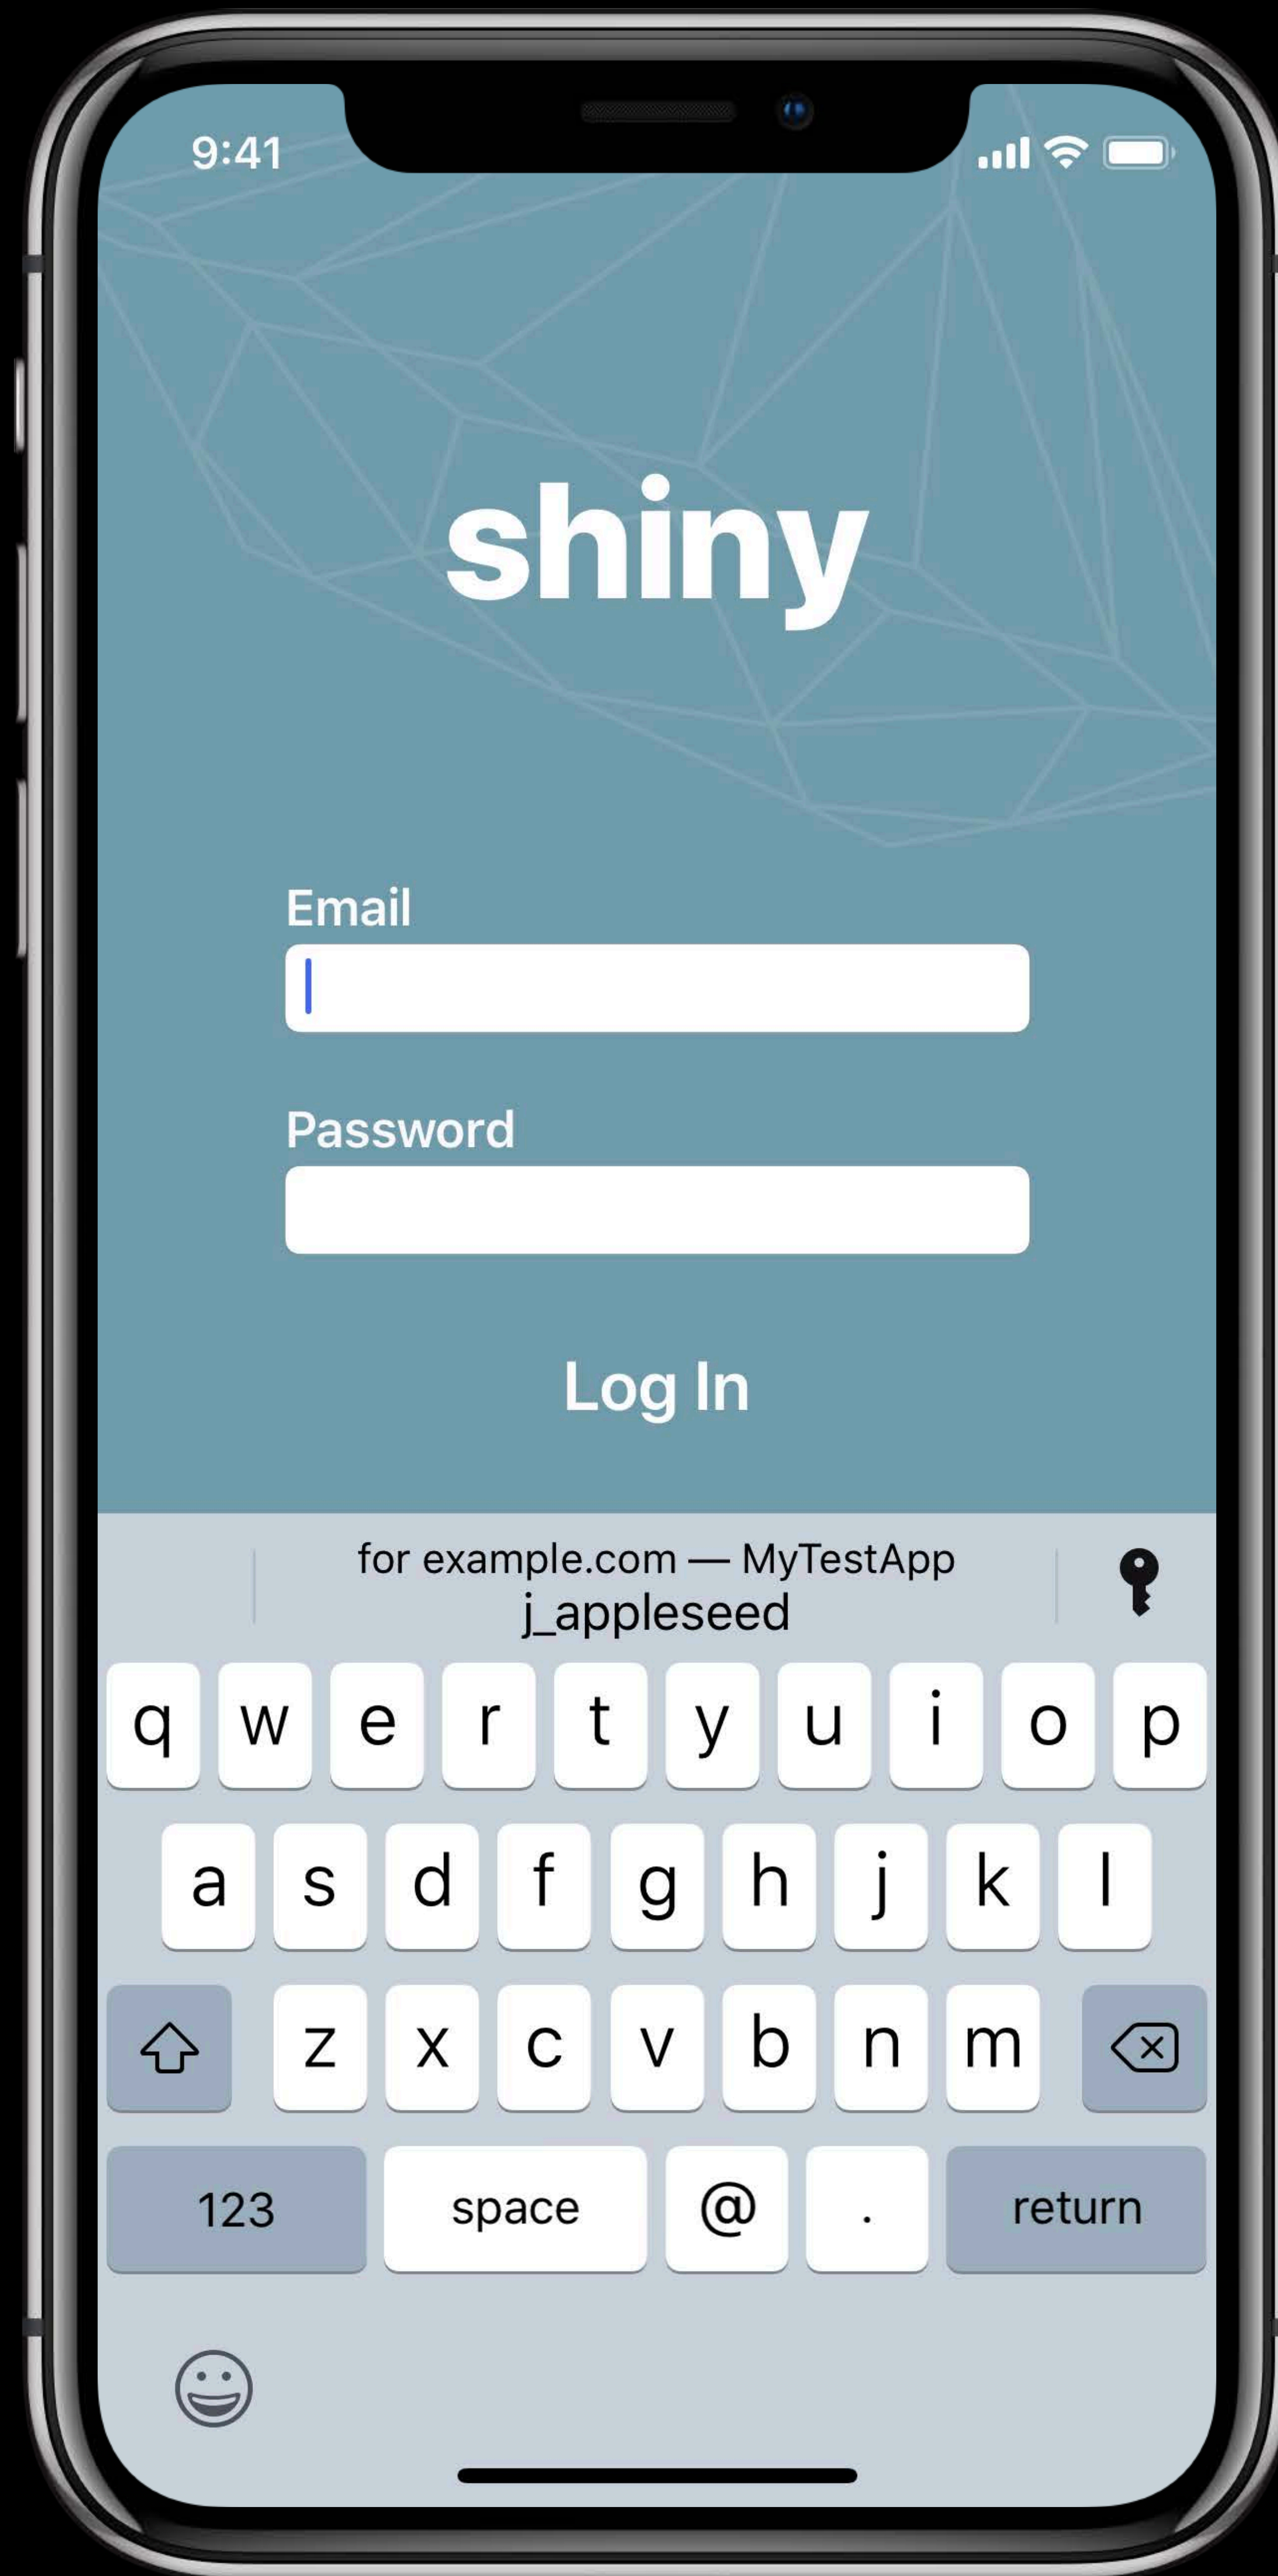 9:41
shiny
Email
Password
Log In
for example.com — MyTestApp
j_appleseed
q w e r t y u i o p
a s d f g h j k l
z x c v b n m
123 space @ . return